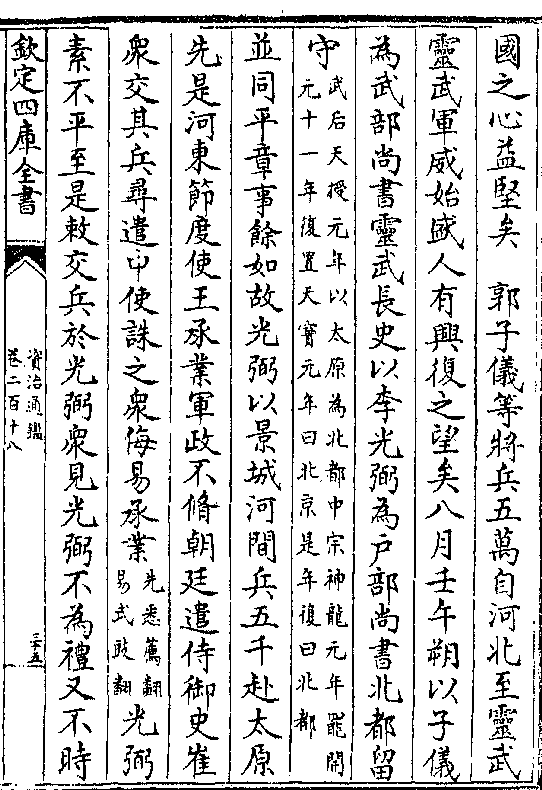 國之心益堅矣　郭子儀等將兵五萬自河北至靈武
靈武軍威始盛人有興復之望矣八月壬午朔以子儀
為武部尚書靈武長史以李光弼為户部尚書北都留
守
武后天授元年以太原為北都中宗神龍元年罷開
元十一年復置天寶元年曰北京是年復曰北都
並同平章事餘如故光弼以景城河間兵五千赴太原
先是河東節度使王承業軍政不脩朝廷遣侍御史崔
衆交其兵尋遣中使誅之衆侮易承業
先悉薦翻
易式豉翻
光弼
素不平至是敕交兵於光弼衆見光弼不為禮又不時
欽定四庫全書
資治通鑑
卷二百十八
三十五